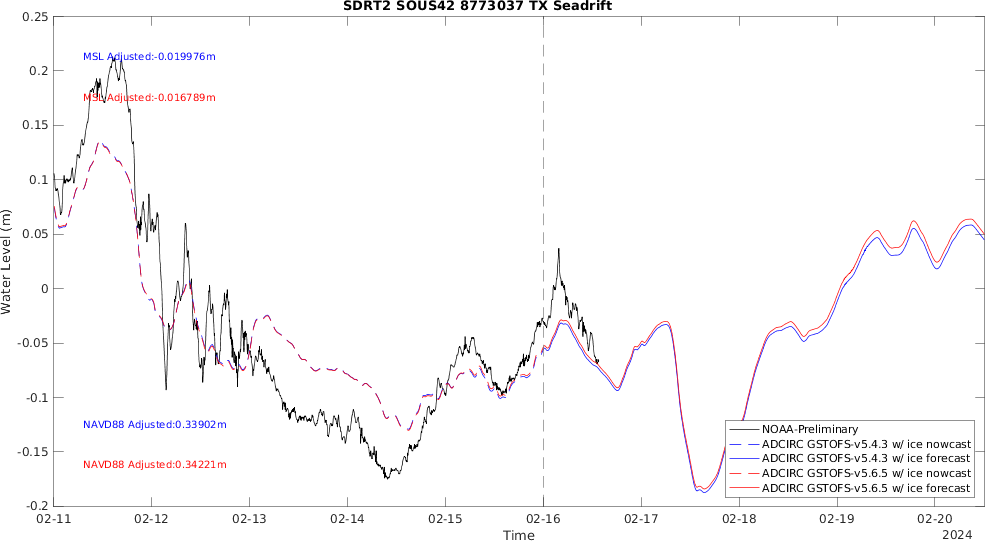 SDRT2 SOUS42 8773037 TX Seadrift
0.25
0.2
0.15
0.1
0.05
0
-0.05
-0.1
-0.15
-0.2
Water Level (m)
MSL Adjusted:-0.019976m
MSL Adjusted:-0.016789m
NAVD88 Adjusted:0.33902m
NAVD88 Adjusted:0.34221m
NOAA-Preliminary
ADCIRC GSTOFS-v5.4.3 w/ ice nowcast
ADCIRC GSTOFS-v5.4.3 w/ ice forecast
ADCIRC GSTOFS-v5.6.5 w/ ice nowcast
ADCIRC GSTOFS-v5.6.5 w/ ice forecast
02-11 02-12 02-13 02-14 02-15 02-16 02-17 02-18 02-19 02-20
Time
2024